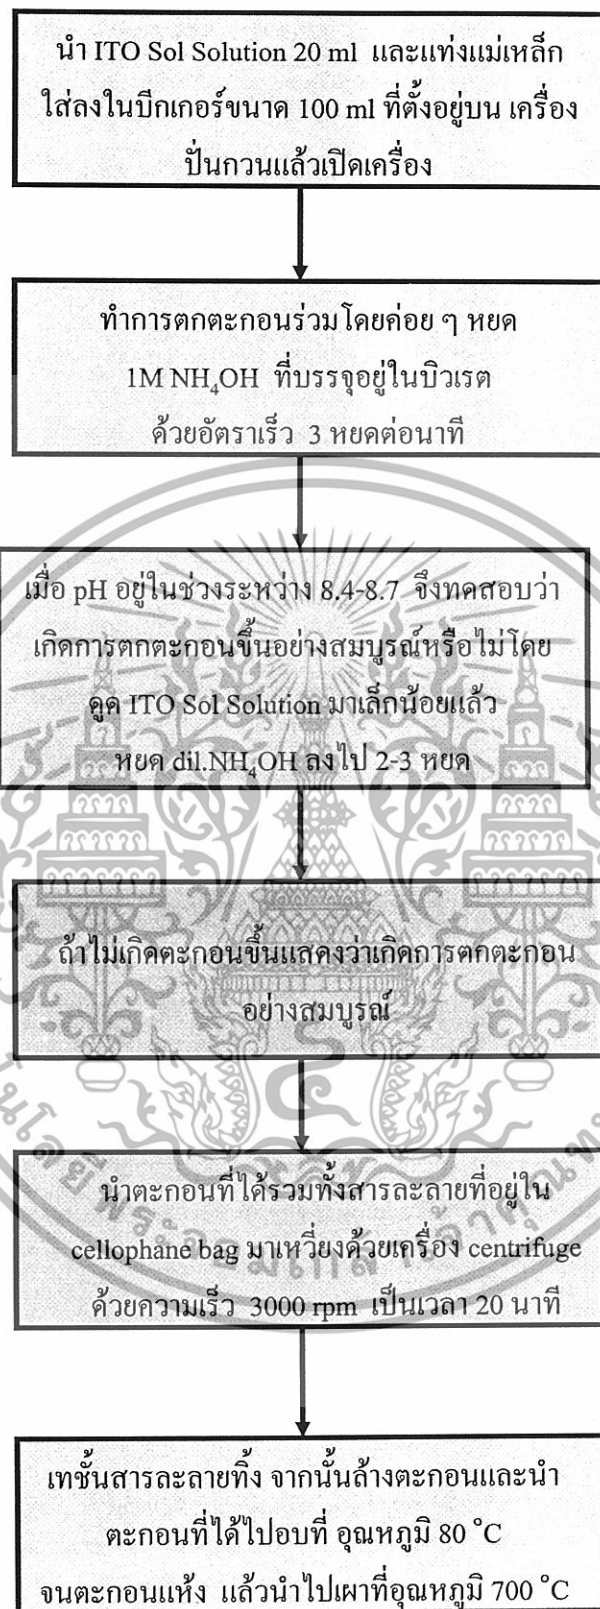 นำ ITO Sol Solution 20 ml และแท่งแม่เหล็ก
ใส่ลงในบีกเกอร์ขนาด 100 ml ที่ตั้งอยู่บน เครื่อง
ปั่นกวนแล้วเปิดเครื่อง
ทำการตกตะกอนร่วมโดยค่อย ๆ หยด
1M NH₄OH ที่บรรจุอยู่ในบิวเรต
ด้วยอัตราเร็ว 3 หยดต่อนาที
เมื่อ pH อยู่ในช่วงระหว่าง 8.4-8.7 จึงทดสอบว่า
เกิดการตกตะกอนขึ้นอย่างสมบูรณ์หรือไม่โดย
ดูด ITO Sol Solution มาเล็กน้อยแล้ว
หยด dil.NH₄OH ลงไป 2-3 หยด
ถ้าไม่เกิดตะกอนขึ้นแสดงว่าเกิดการตกตะกอน
อย่างสมบูรณ์
นำตะกอนที่ได้รวมทั้งสารละลายที่อยู่ใน
cellophane bag มาเหวี่ยงด้วยเครื่อง centrifuge
ด้วยความเร็ว 3000 rpm เป็นเวลา 20 นาที
เทชั้นสารละลายทิ้ง จากนั้นล้างตะกอนและนำ
ตะกอนที่ได้ไปอบที่ อุณหภูมิ 80 °C
จนตะกอนแห้ง แล้วนำไปเผาที่อุณหภูมิ 700 °C